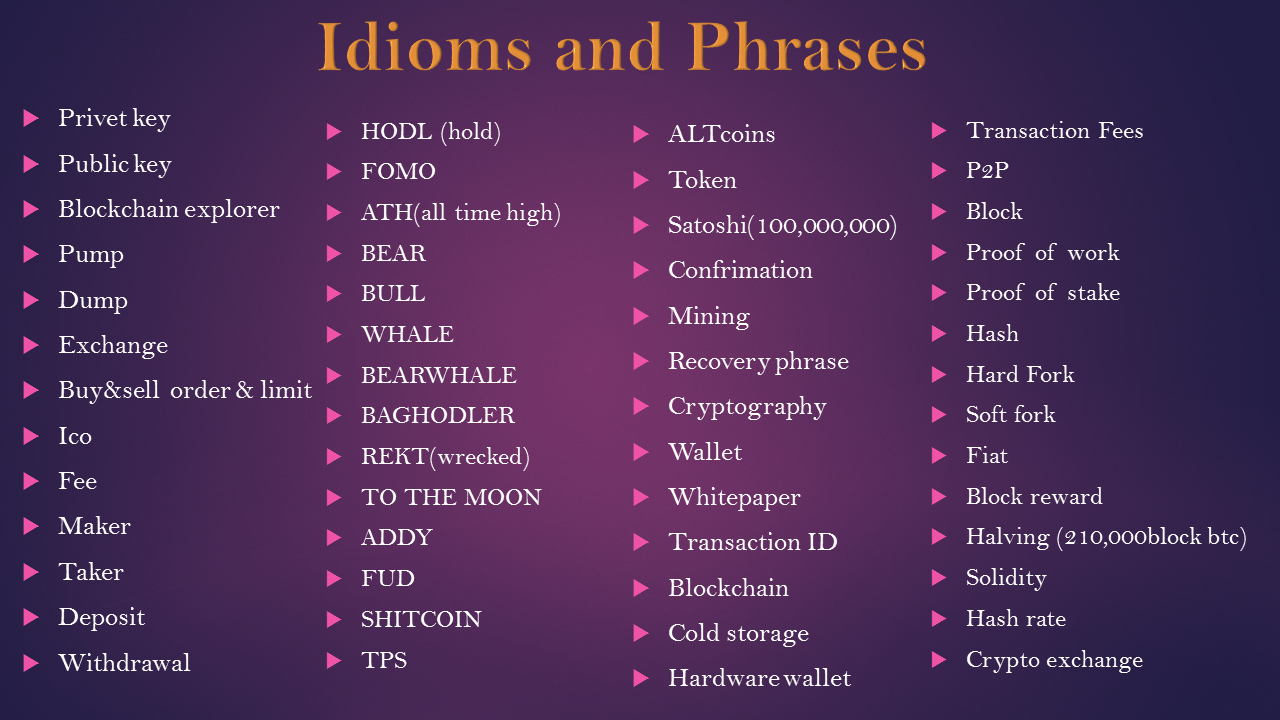 Idioms and Phrases
Privet key
Public key
Blockchain explorer
Pump
Dump
Exchange
Buy&sell order & limit
Ico
Fee
Maker
Taker
Deposit
Withdrawal
HODL (hold)
FOMO
ATH(all time high)
BEAR
BULL
WHALE
BEARWHALE
BAGHODLER
REKT(wrecked)
TO THE MOON
ADDY
FUD
SHITCOIN
TPS
ALTcoins
Token
Satoshi(100,000,000)
Confrimation
Mining
Recovery phrase
Cryptography
Wallet
Whitepaper
Transaction ID
Blockchain
Cold storage
Hardware wallet
Transaction Fees
P2P
Block
Proof of work
Proof of stake
Hash
Hard Fork
Soft fork
Fiat
Block reward
Halving (210,000block btc)
Solidity
Hash rate
Crypto exchange